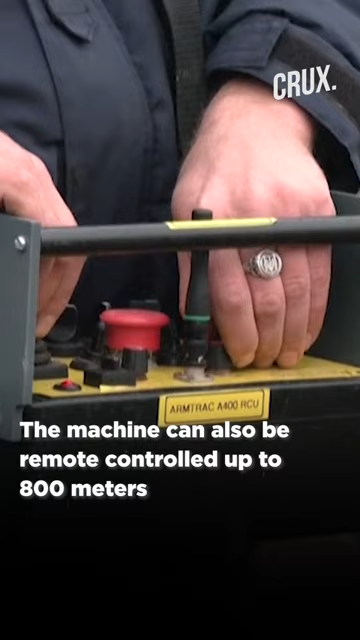 CRUX.
ARMTRAC A400 RCU
The machine can also be
remote controlled up to
800 meters